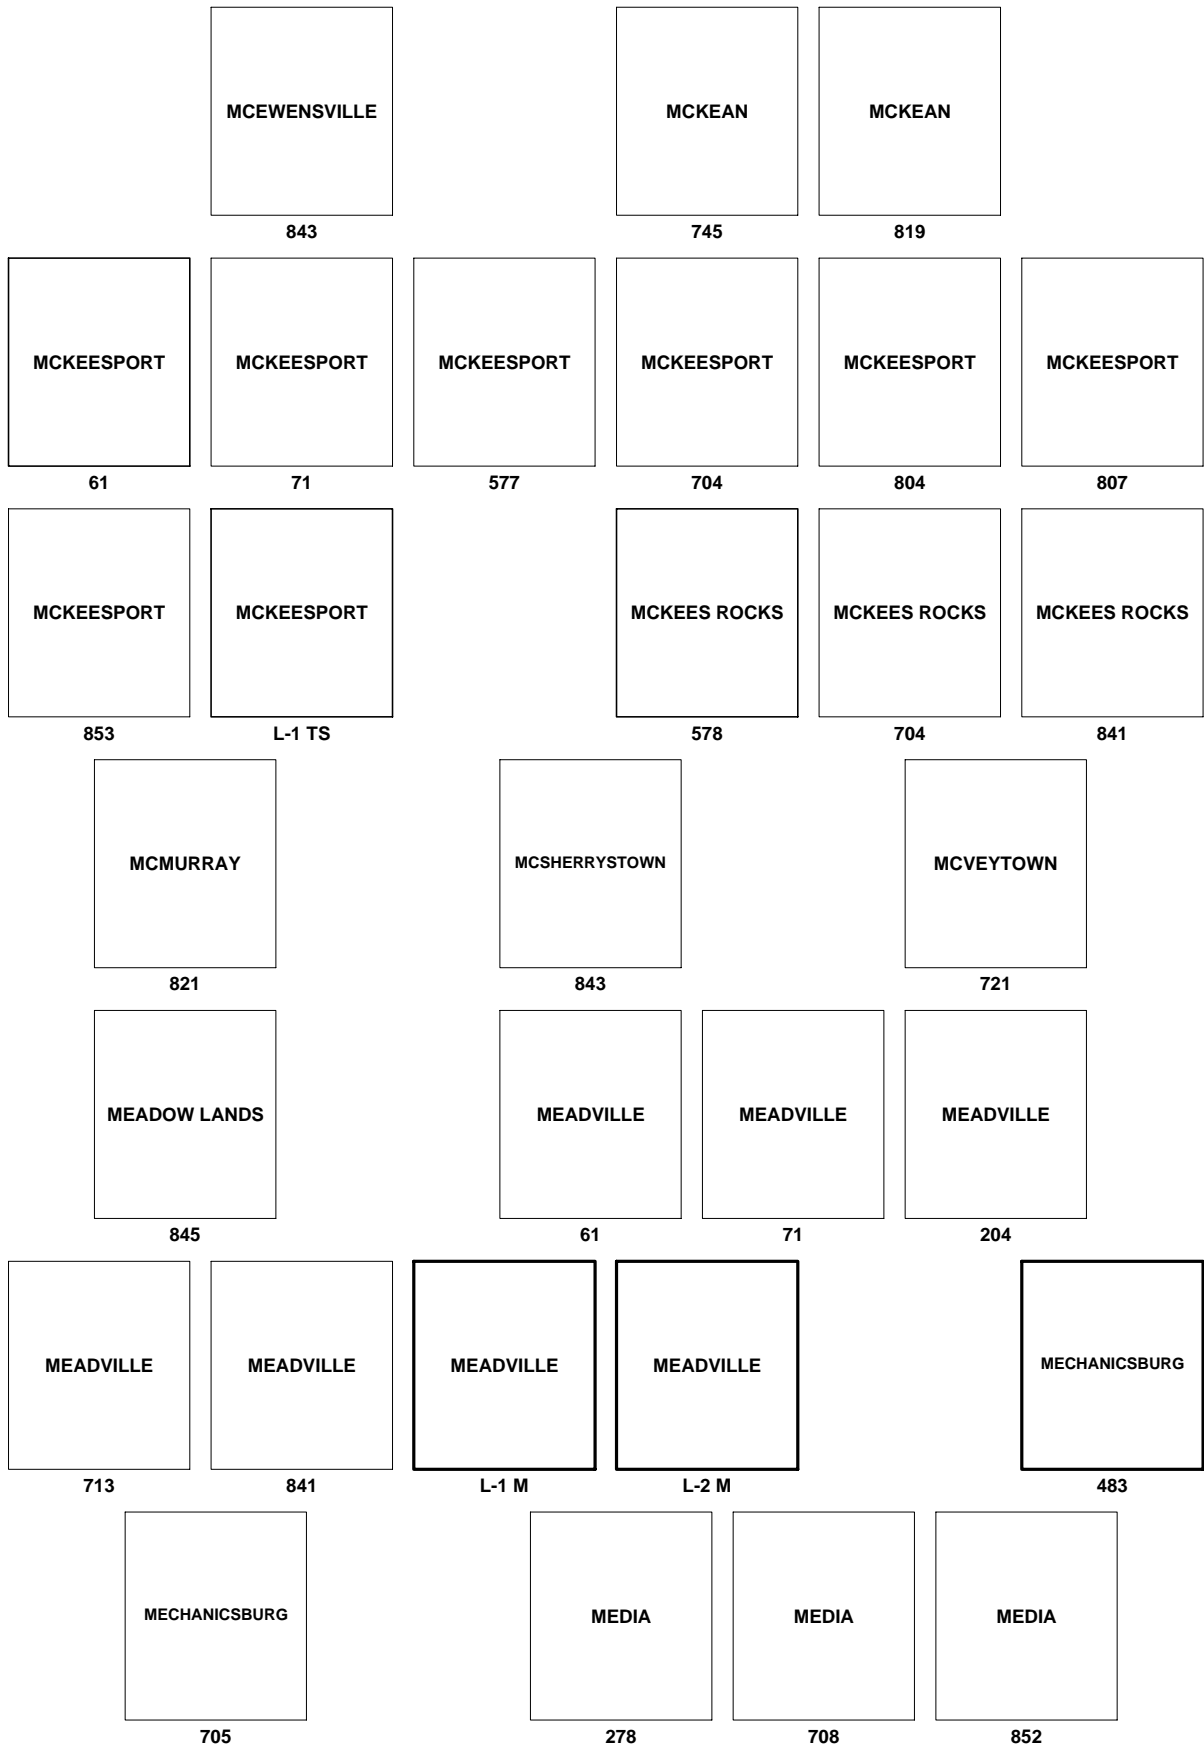 MCEWENSVILLE MCKEAN MCKEAN
843 745 819
MCKEESPORT MCKEESPORT MCKEESPORT MCKEESPORT MCKEESPORT MCKEESPORT
61 71 577 704 804 807
MCKEESPORT MCKEESPORT MCKEES ROCKS MCKEES ROCKS MCKEES ROCKS
853 L-1 TS 578 704 841
MCMURRAY MCSHERRYSTOWN MCVEYTOWN
821 843 721
MEADOW LANDS MEADVILLE MEADVILLE MEADVILLE
845 61 71 204
MEADVILLE MEADVILLE MEADVILLE MEADVILLE MECHANICSBURG
713 841 L-1 M L-2 M 483
MECHANICSBURG MEDIA MEDIA MEDIA
705 278 708 852